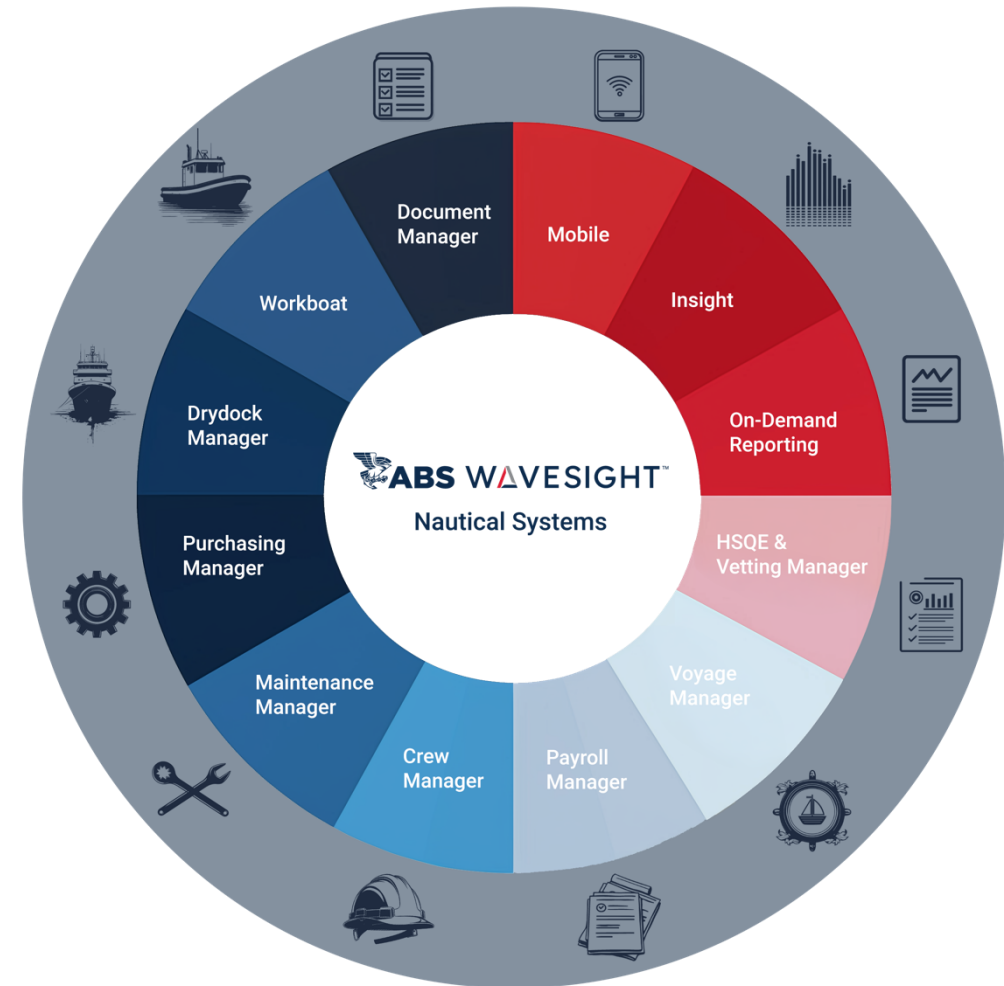 Document
Manager
Mobile
Insight
On-Demand
Reporting
HSQE &
Vetting Manager
Voyage
Manager
Payroll
Manager
Crew
Manager
Maintenance
Manager
Purchasing
Manager
Drydock
Manager
Workboat
ABS WAVESIGHT™
Nautical Systems